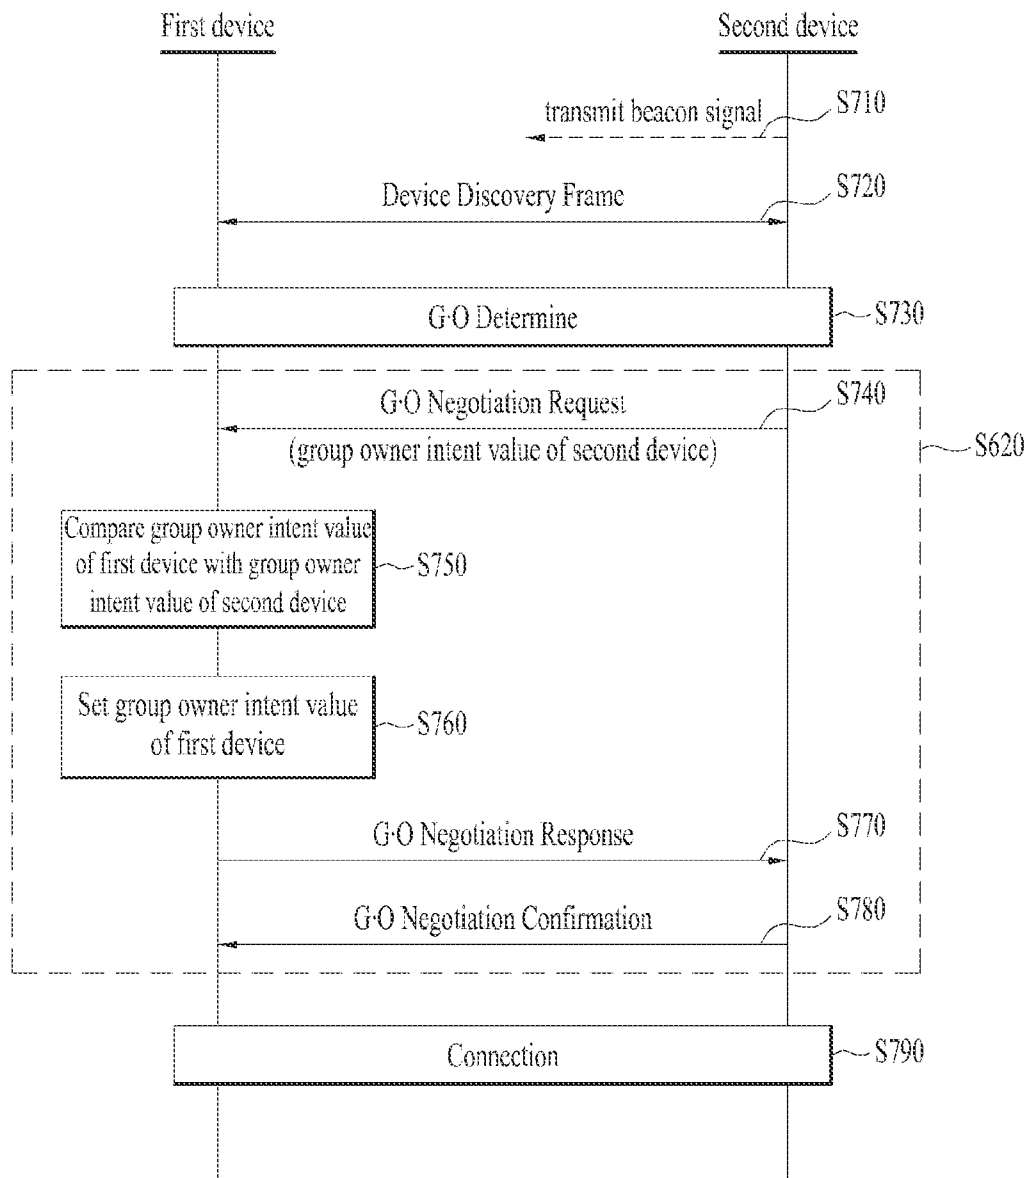 First device
Second device
transmit beacon signal
S710
Device Discovery Frame
S720
G·O Determine
S730
G·O Negotiation Request
S740
(group owner intent value of second device)
S620
Compare group owner intent value
of first device with group owner
intent value of second device
S750
Set group owner intent value
of first device
S760
G·O Negotiation Response
S770
G·O Negotiation Confirmation
S780
Connection
S790